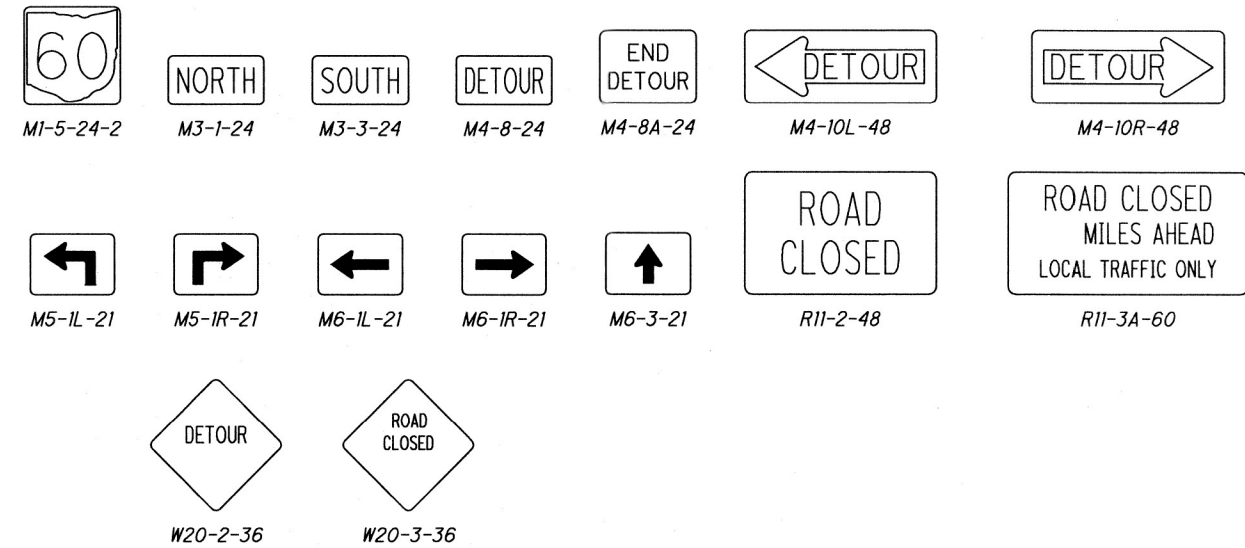 60
NORTH
SOUTH
DETOUR
END
DETOUR
DETOUR
DETOUR
M1-5-24-2
M3-1-24
M3-3-24
M4-8-24
M4-8A-24
M4-10L-48
M4-10R-48
ROAD
CLOSED
ROAD CLOSED
MILES AHEAD
LOCAL TRAFFIC ONLY
M5-1L-21
M5-1R-21
M6-1L-21
M6-1R-21
M6-3-21
R11-2-48
R11-3A-60
DETOUR
ROAD
CLOSED
W20-2-36
W20-3-36